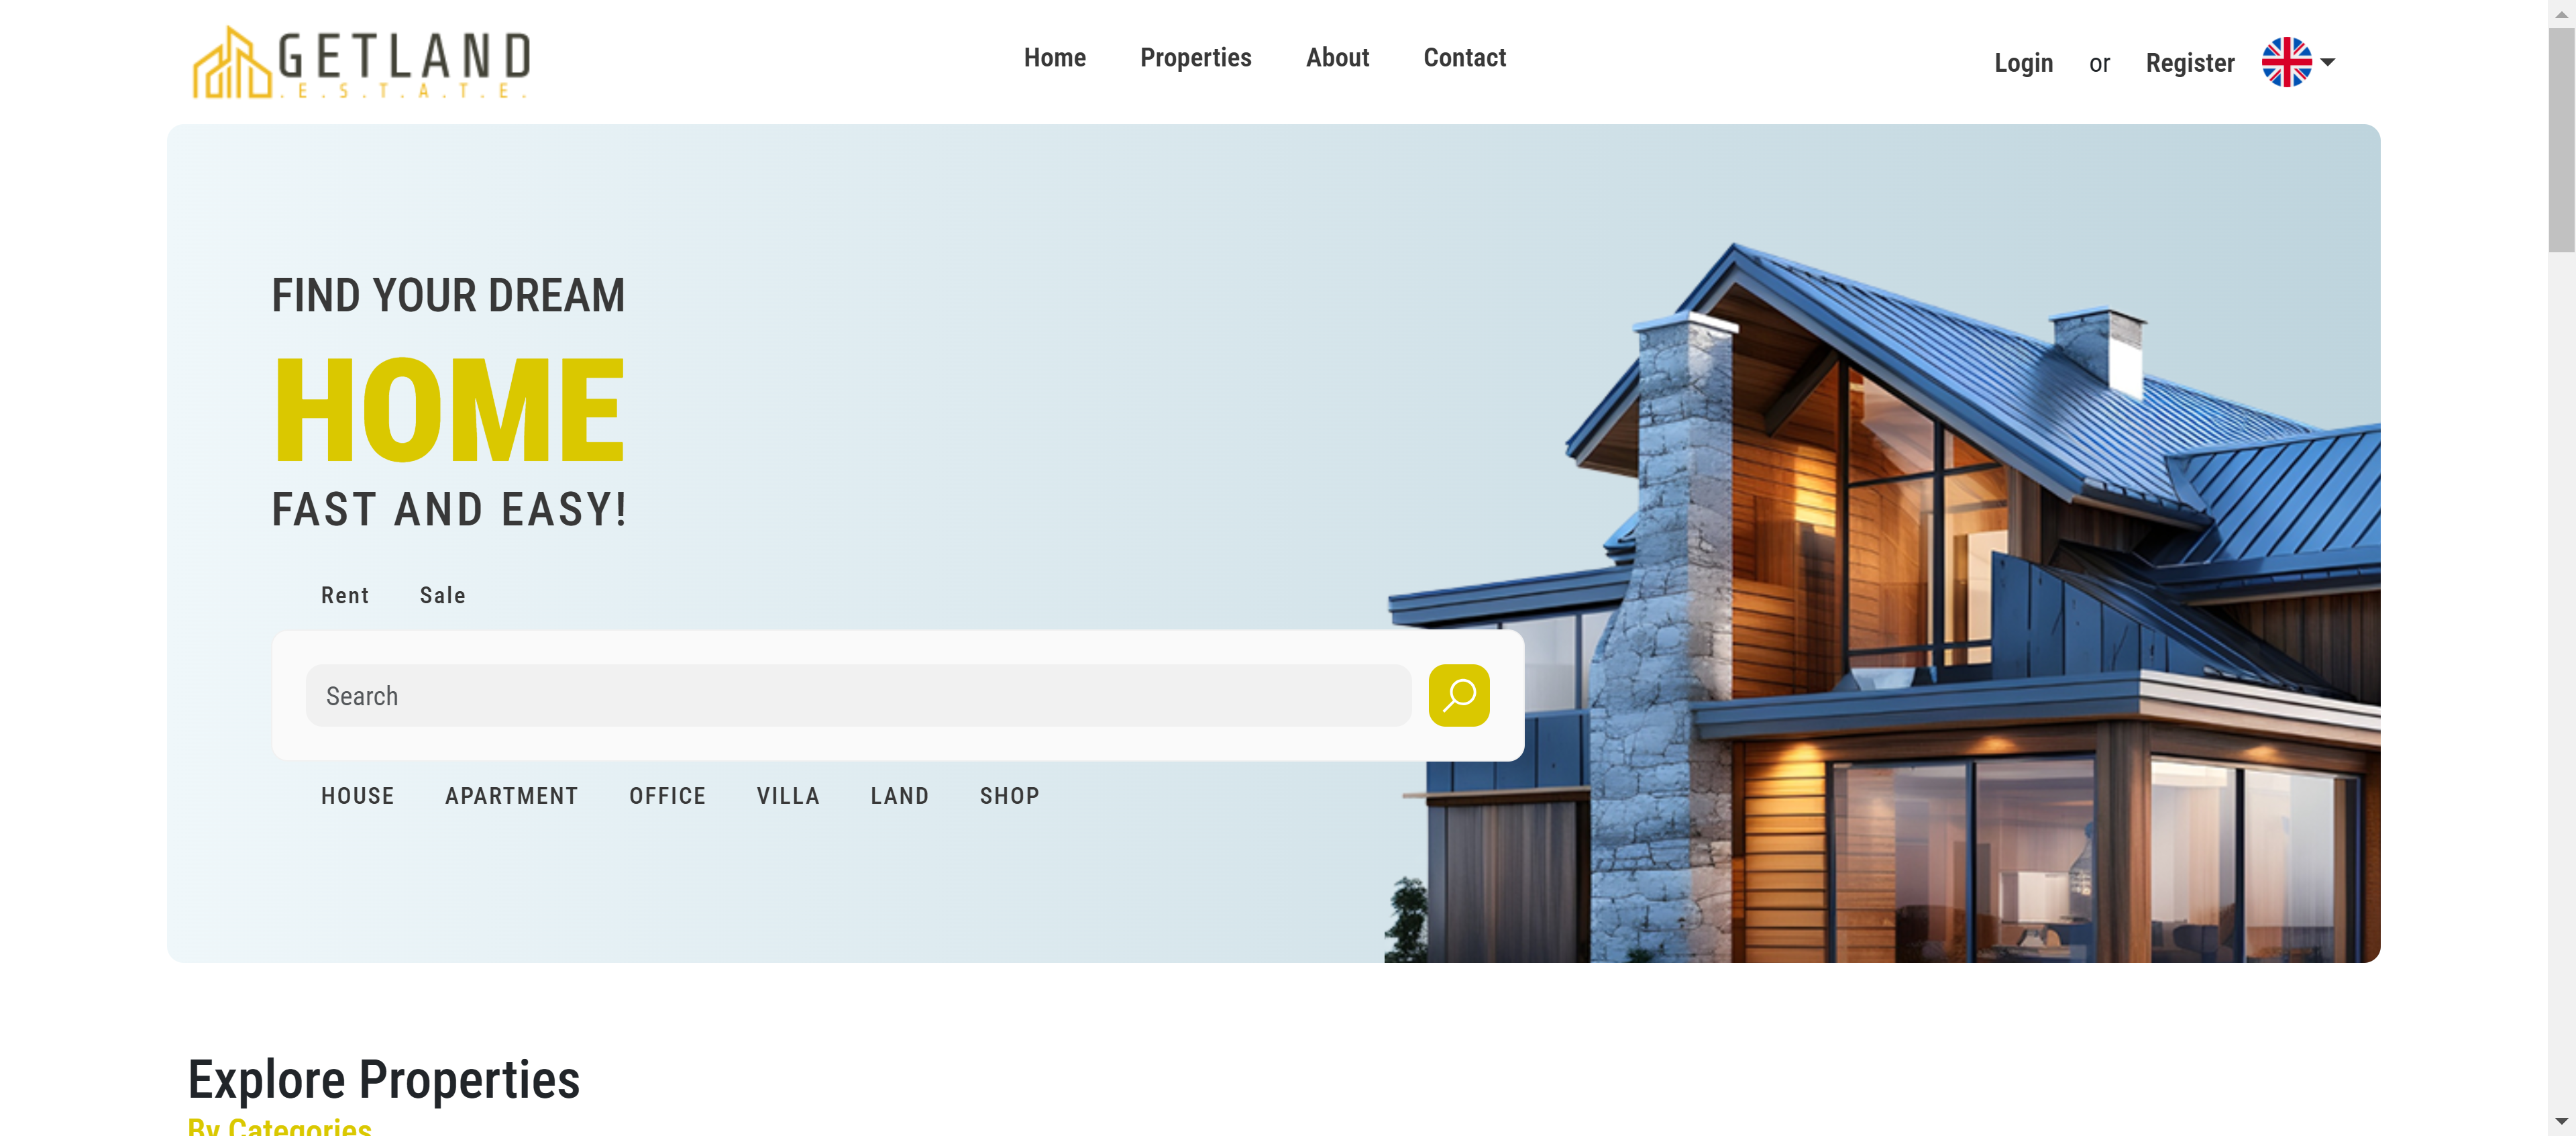 GETLAND
.E.S.T.A.T.E.
Home Properties About Contact
Login or Register
FIND YOUR DREAM
HOME
FAST AND EASY!
Rent Sale
Search
HOUSE APARTMENT OFFICE VILLA LAND SHOP
Explore Properties
By Categories